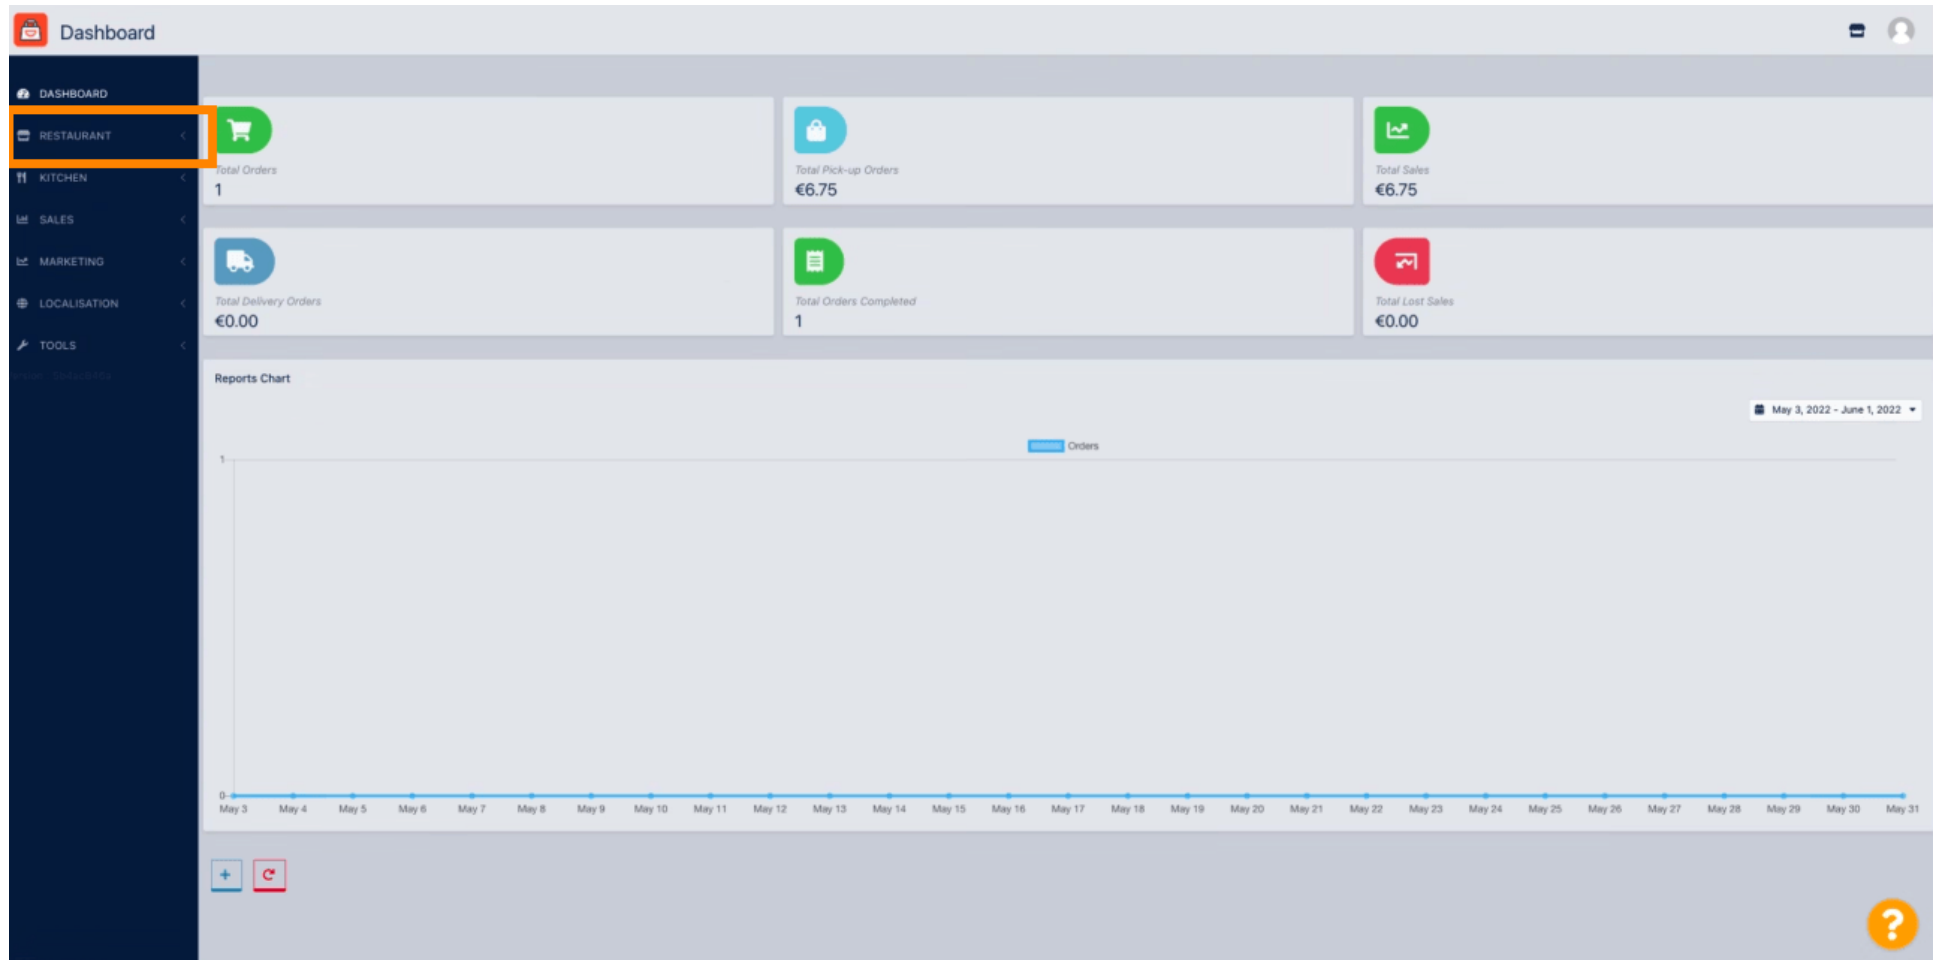 Dashboard
DASHBOARD
RESTAURANT
KITCHEN
SALES
MARKETING
LOCALISATION
TOOLS
Total Orders
1
Total Pick-up Orders
€6.75
Total Sales
€6.75
Total Delivery Orders
€0.00
Total Orders Completed
1
Total Lost Sales
€0.00
Reports Chart
May 3, 2022 - June 1, 2022
Orders
1
0
May 3 May 4 May 5 May 6 May 7 May 8 May 9 May 10 May 11 May 12 May 13 May 14 May 15 May 16 May 17 May 18 May 19 May 20 May 21 May 22 May 23 May 24 May 25 May 26 May 27 May 28 May 29 May 30 May 31
+
?